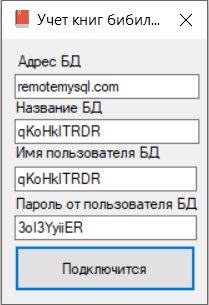 Учет книг бибил...
Адрес БД
remotemysql.com
Название БД
qKoHkITRDR
Имя пользователя БД
qKoHkITRDR
Пароль от пользователя БД
3oI3YyiiER
Подключится